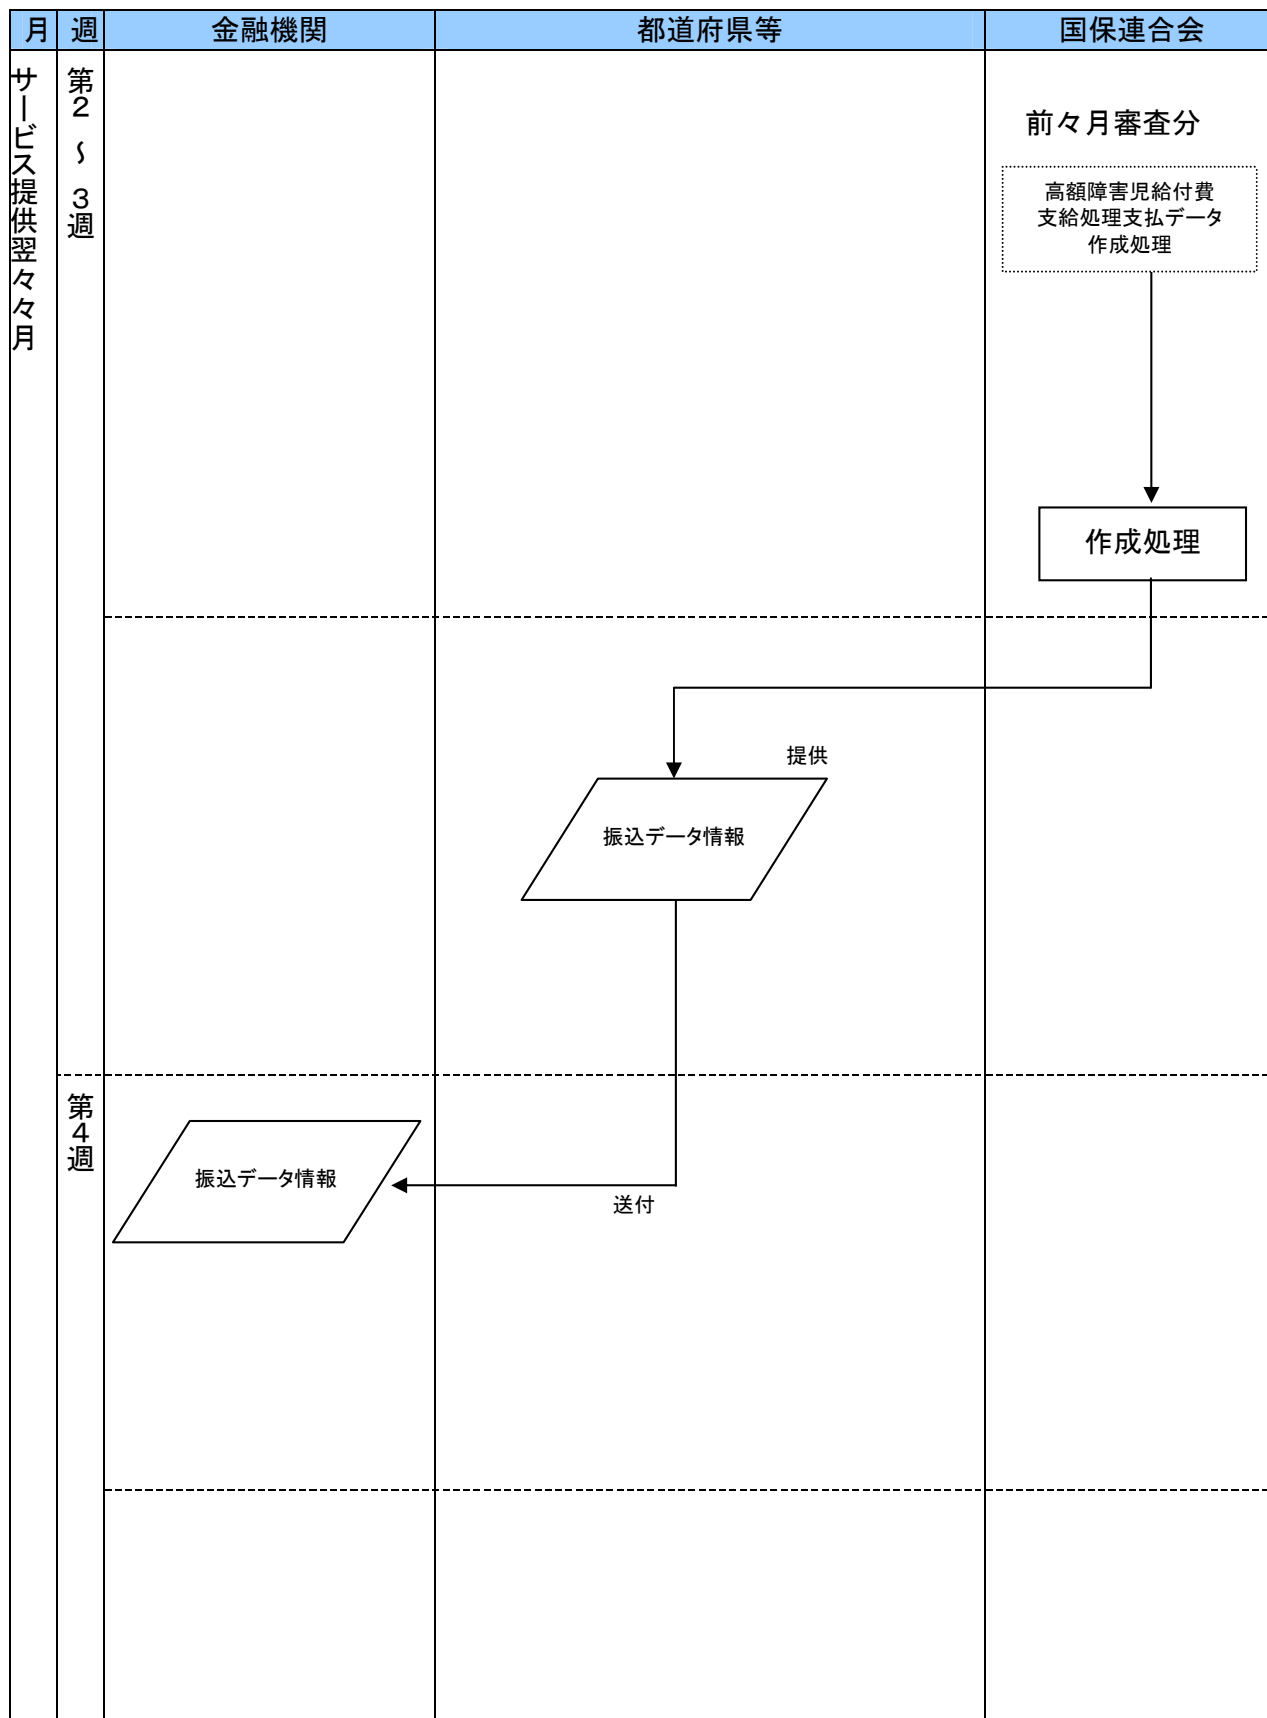 月 週 金融機関 都道府県等 国保連合会
サービス提供翌々々月
第2～3週
前々月審査分
高額障害児給付費
支給処理支払データ
作成処理
作成処理
提供
振込データ情報
第4週
振込データ情報
送付